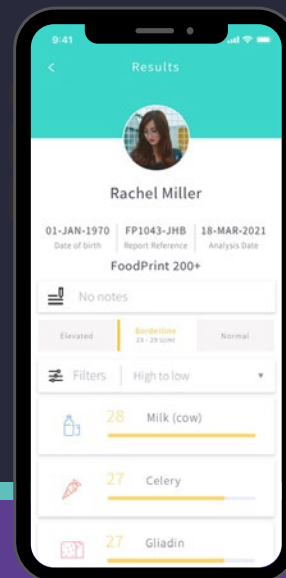 9:41
Results
Rachel Miller
01-JAN-1970 FP1043-JHB 18-MAR-2021
Date of birth Report Reference Analysis Date
FoodPrint 200+
No notes
Elevated Borderline Normal
Filters High to low
28 Milk (cow)
27 Celery
27 Gliadin